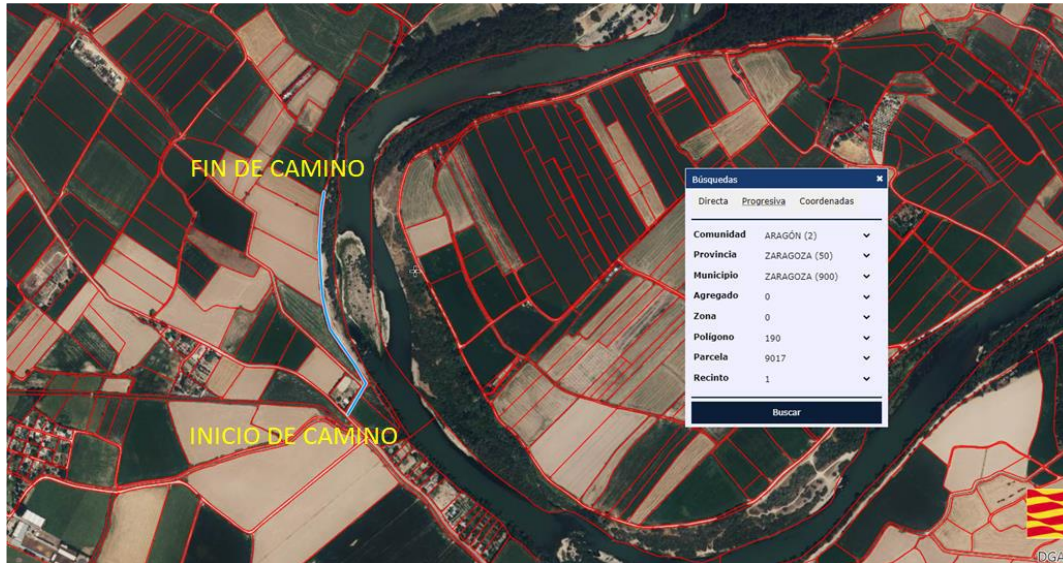 FIN DE CAMINO
INICIO DE CAMINO
Búsquedas
Directa Progresiva Coordenadas
Comunidad ARAGÓN (2)
Provincia ZARAGOZA (50)
Municipio ZARAGOZA (900)
Agregado 0
Zona 0
Polígono 190
Parcela 9017
Recinto 1
Buscar
DGA